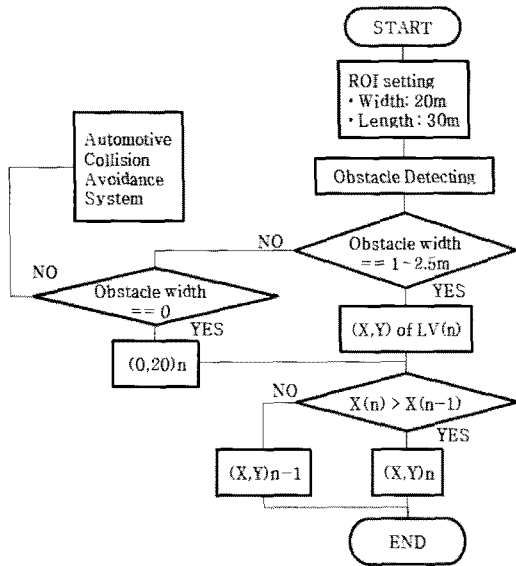 START
ROI setting
· Width: 20m
· Length: 30m
Automotive
Collision
Avoidance
System
Obstacle Detecting
NO
Obstacle width
== 1~2.5m
NO
Obstacle width
== 0
YES
YES
(0,20)n
(X,Y) of LV(n)
NO
X(n) > X(n-1)
YES
(X,Y)n-1
(X,Y)n
END